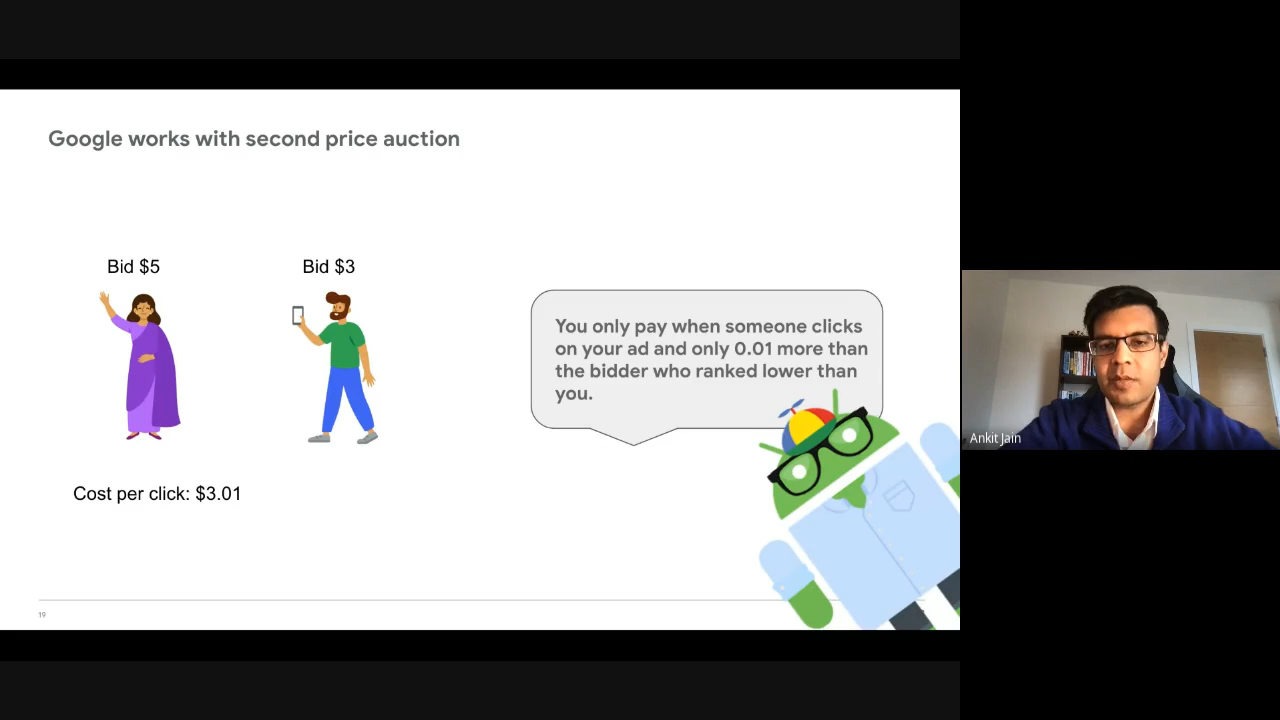 Google works with second price auction
Bid $5
Bid $3
You only pay when someone clicks
on your ad and only 0.01 more than
the bidder who ranked lower than
you.
Cost per click: $3.01
19
Ankit Jain